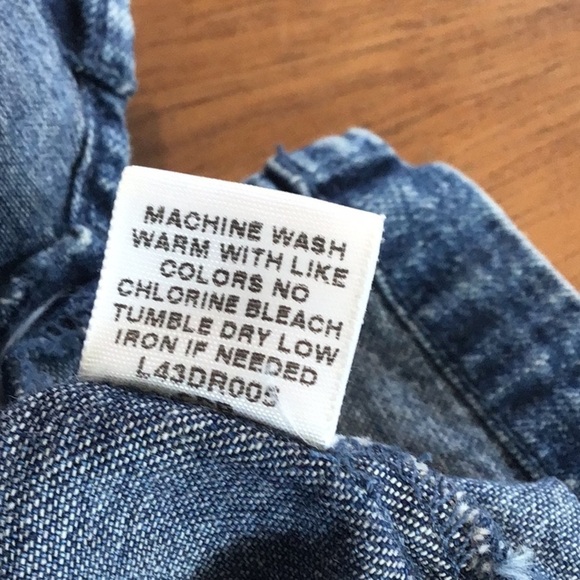 MACHINE WASH
WARM WITH LIKE
COLORS NO
CHLORINE BLEACH
TUMBLE DRY LOW
IRON IF NEEDED
L43DR00S